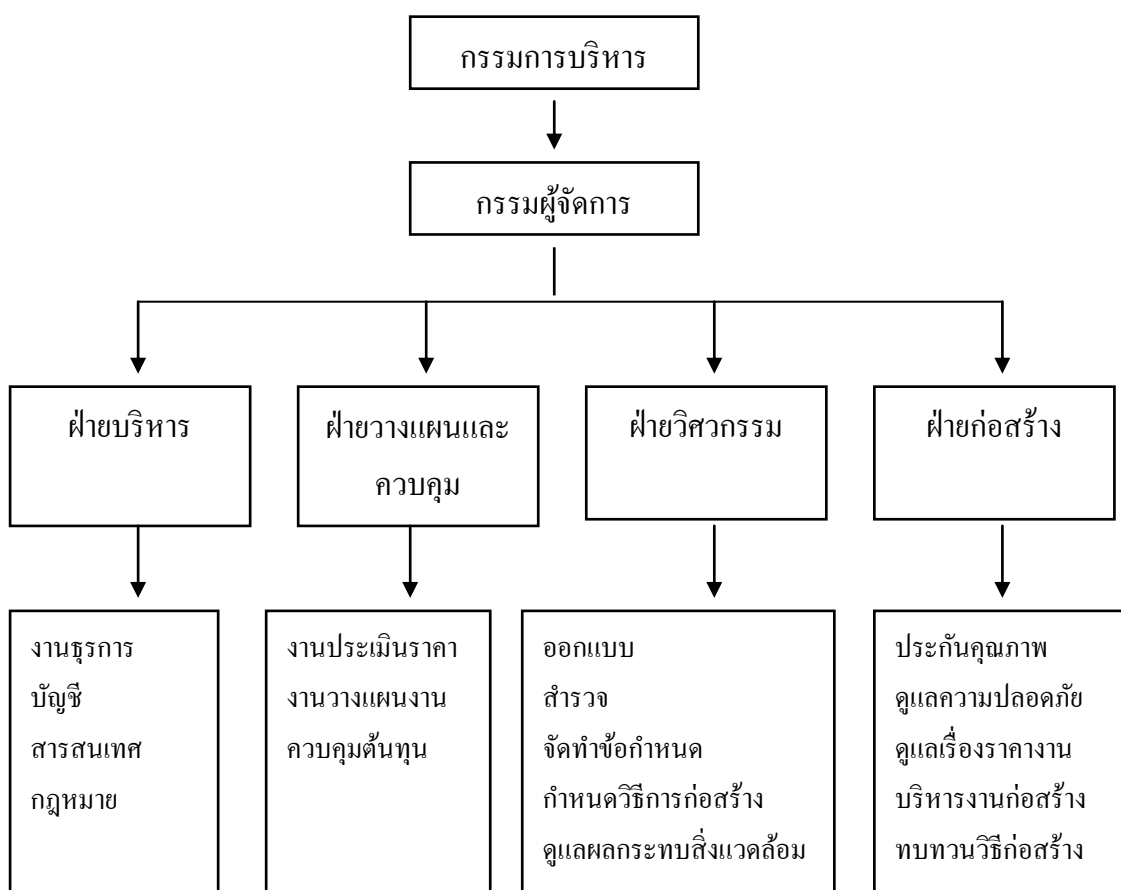 กรรมการบริหาร
กรรมผู้จัดการ
ฝ่ายบริหาร
ฝ่ายวางแผนและ
ควบคุม
ฝ่ายวิศวกรรม
ฝ่ายก่อสร้าง
งานธุรการ
บัญชี
สารสนเทศ
กฎหมาย
งานประเมินราคา
งานวางแผนงาน
ควบคุมต้นทุน
ออกแบบ
สำรวจ
จัดทำข้อกำหนด
กำหนดวิธีการก่อสร้าง
ดูแลผลกระทบสิ่งแวดล้อม
ประกันคุณภาพ
ดูแลความปลอดภัย
ดูแลเรื่องราคางาน
บริหารงานก่อสร้าง
ทบทวนวิธีก่อสร้าง